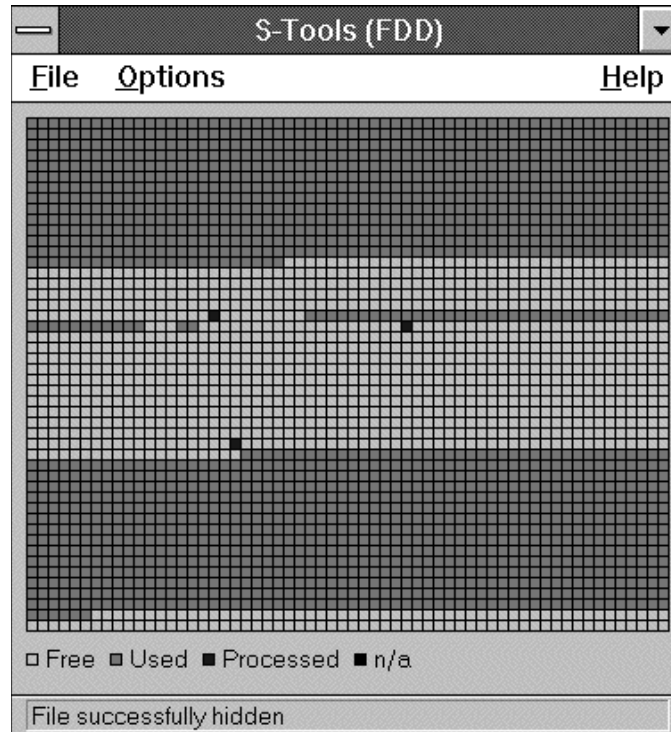 S-Tools (FDD)
File Options Help
Free Used Processed n/a
File successfully hidden